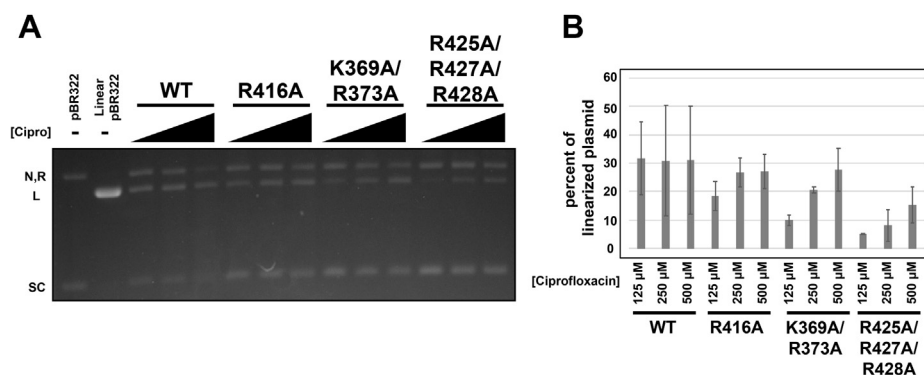 A
pBR322
Linear
pBR322
WT
R416A
K369A/
R373A
R425A/
R427A/
R428A
[Cipro]
-
-
N,R
L
SC
B
percent of
linearized plasmid
60
50
40
30
20
10
0
[Ciprofloxacin]
125 µM
250 µM
500 µM
125 µM
250 µM
500 µM
125 µM
250 µM
500 µM
125 µM
250 µM
500 µM
WT
R416A
K369A/
R373A
R425A/
R427A/
R428A